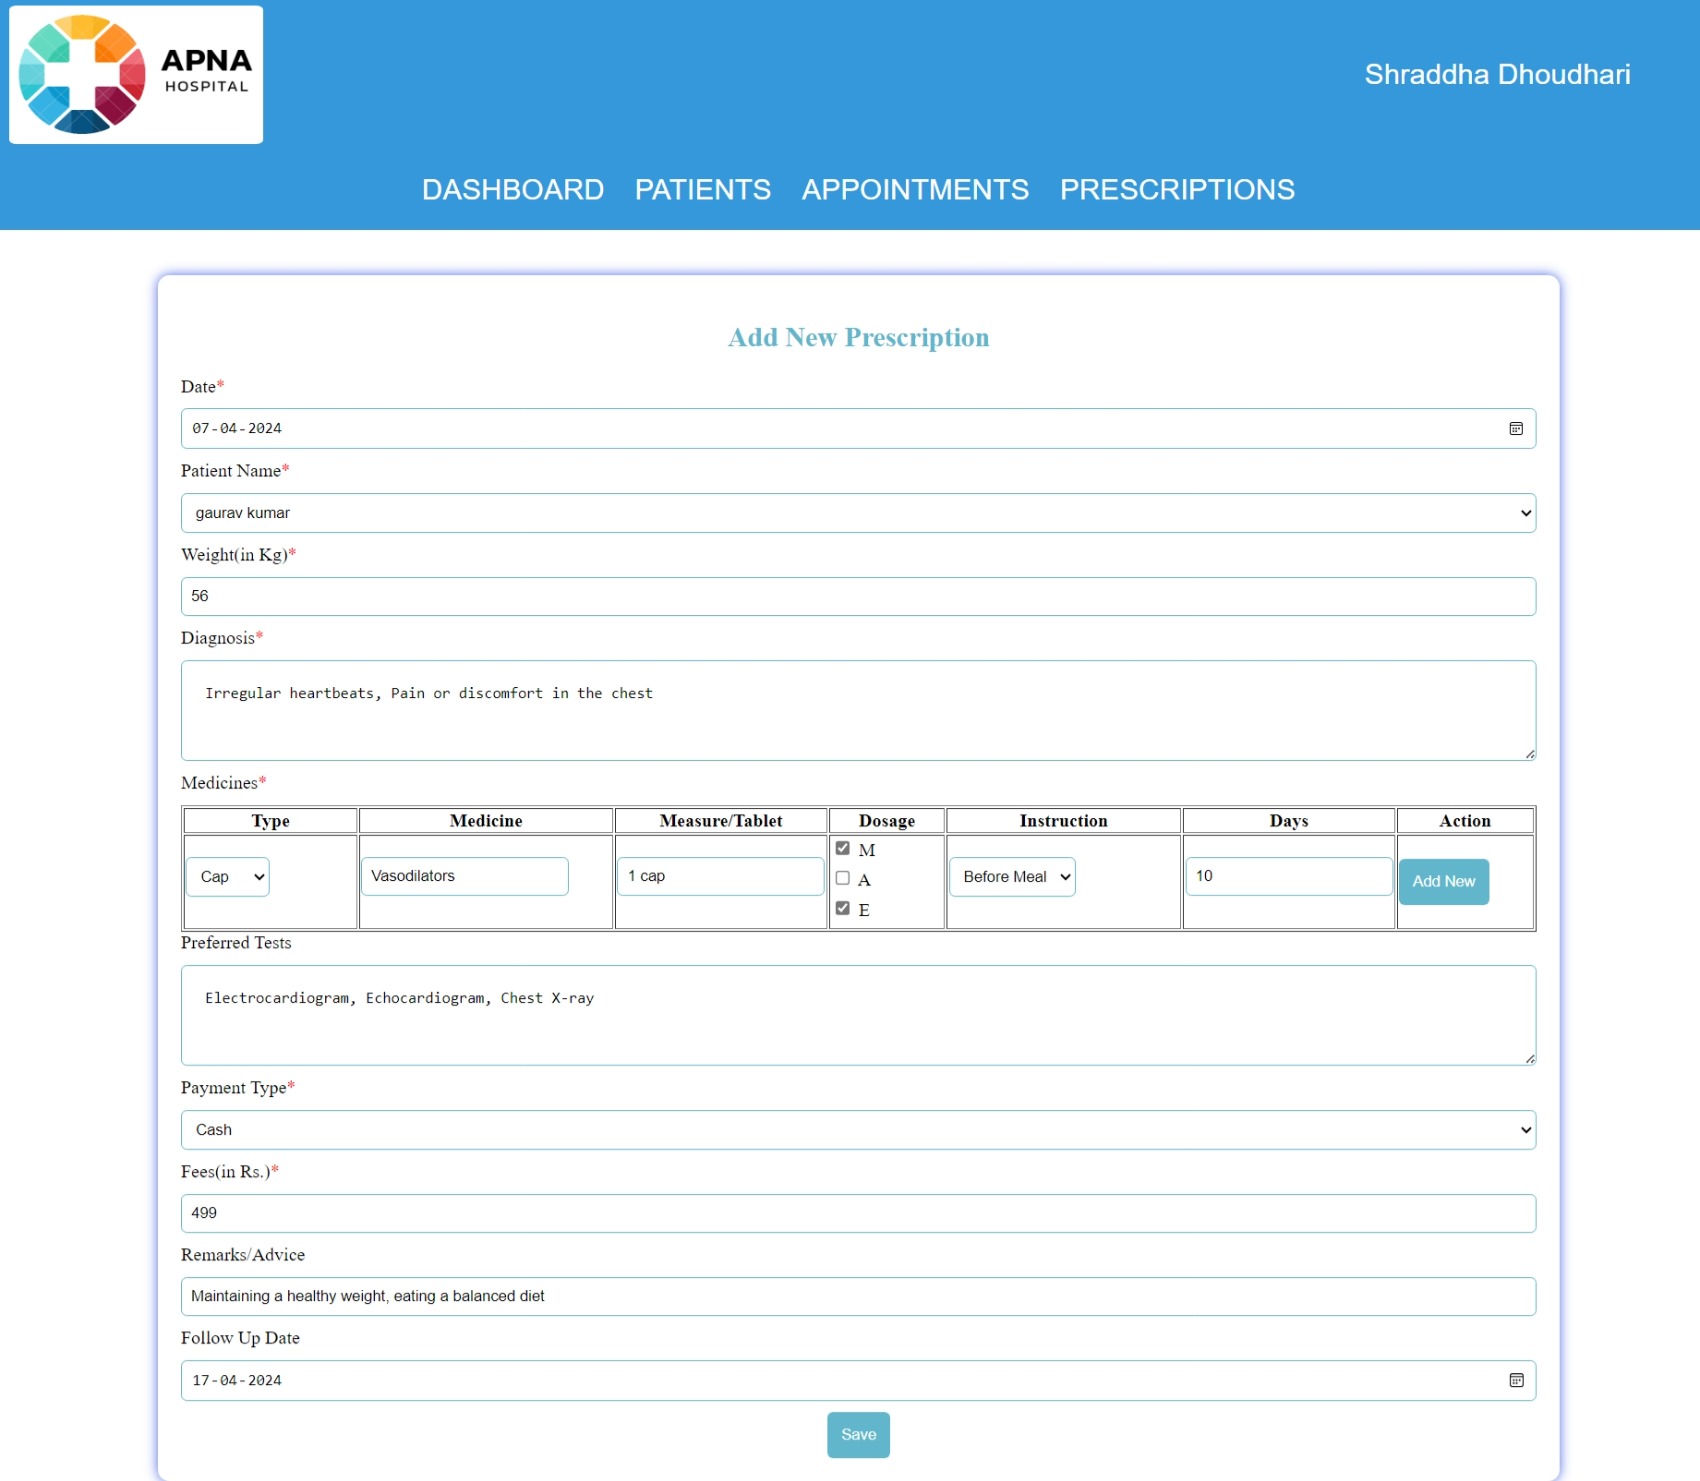 APNA
HOSPITAL
Shraddha Dhoudhari
DASHBOARD PATIENTS APPOINTMENTS PRESCRIPTIONS
Add New Prescription
Date*
07-04-2024
Patient Name*
gaurav kumar
Weight(in Kg)*
56
Diagnosis*
Irregular heartbeats, Pain or discomfort in the chest
Medicines*
Type Medicine Measure/Tablet Dosage Instruction Days Action
Cap Vasodilators 1 cap M Before Meal 10 Add New
A
E
Preferred Tests
Electrocardiogram, Echocardiogram, Chest X-ray
Payment Type*
Cash
Fees(in Rs.)*
499
Remarks/Advice
Maintaining a healthy weight, eating a balanced diet
Follow Up Date
17-04-2024
Save